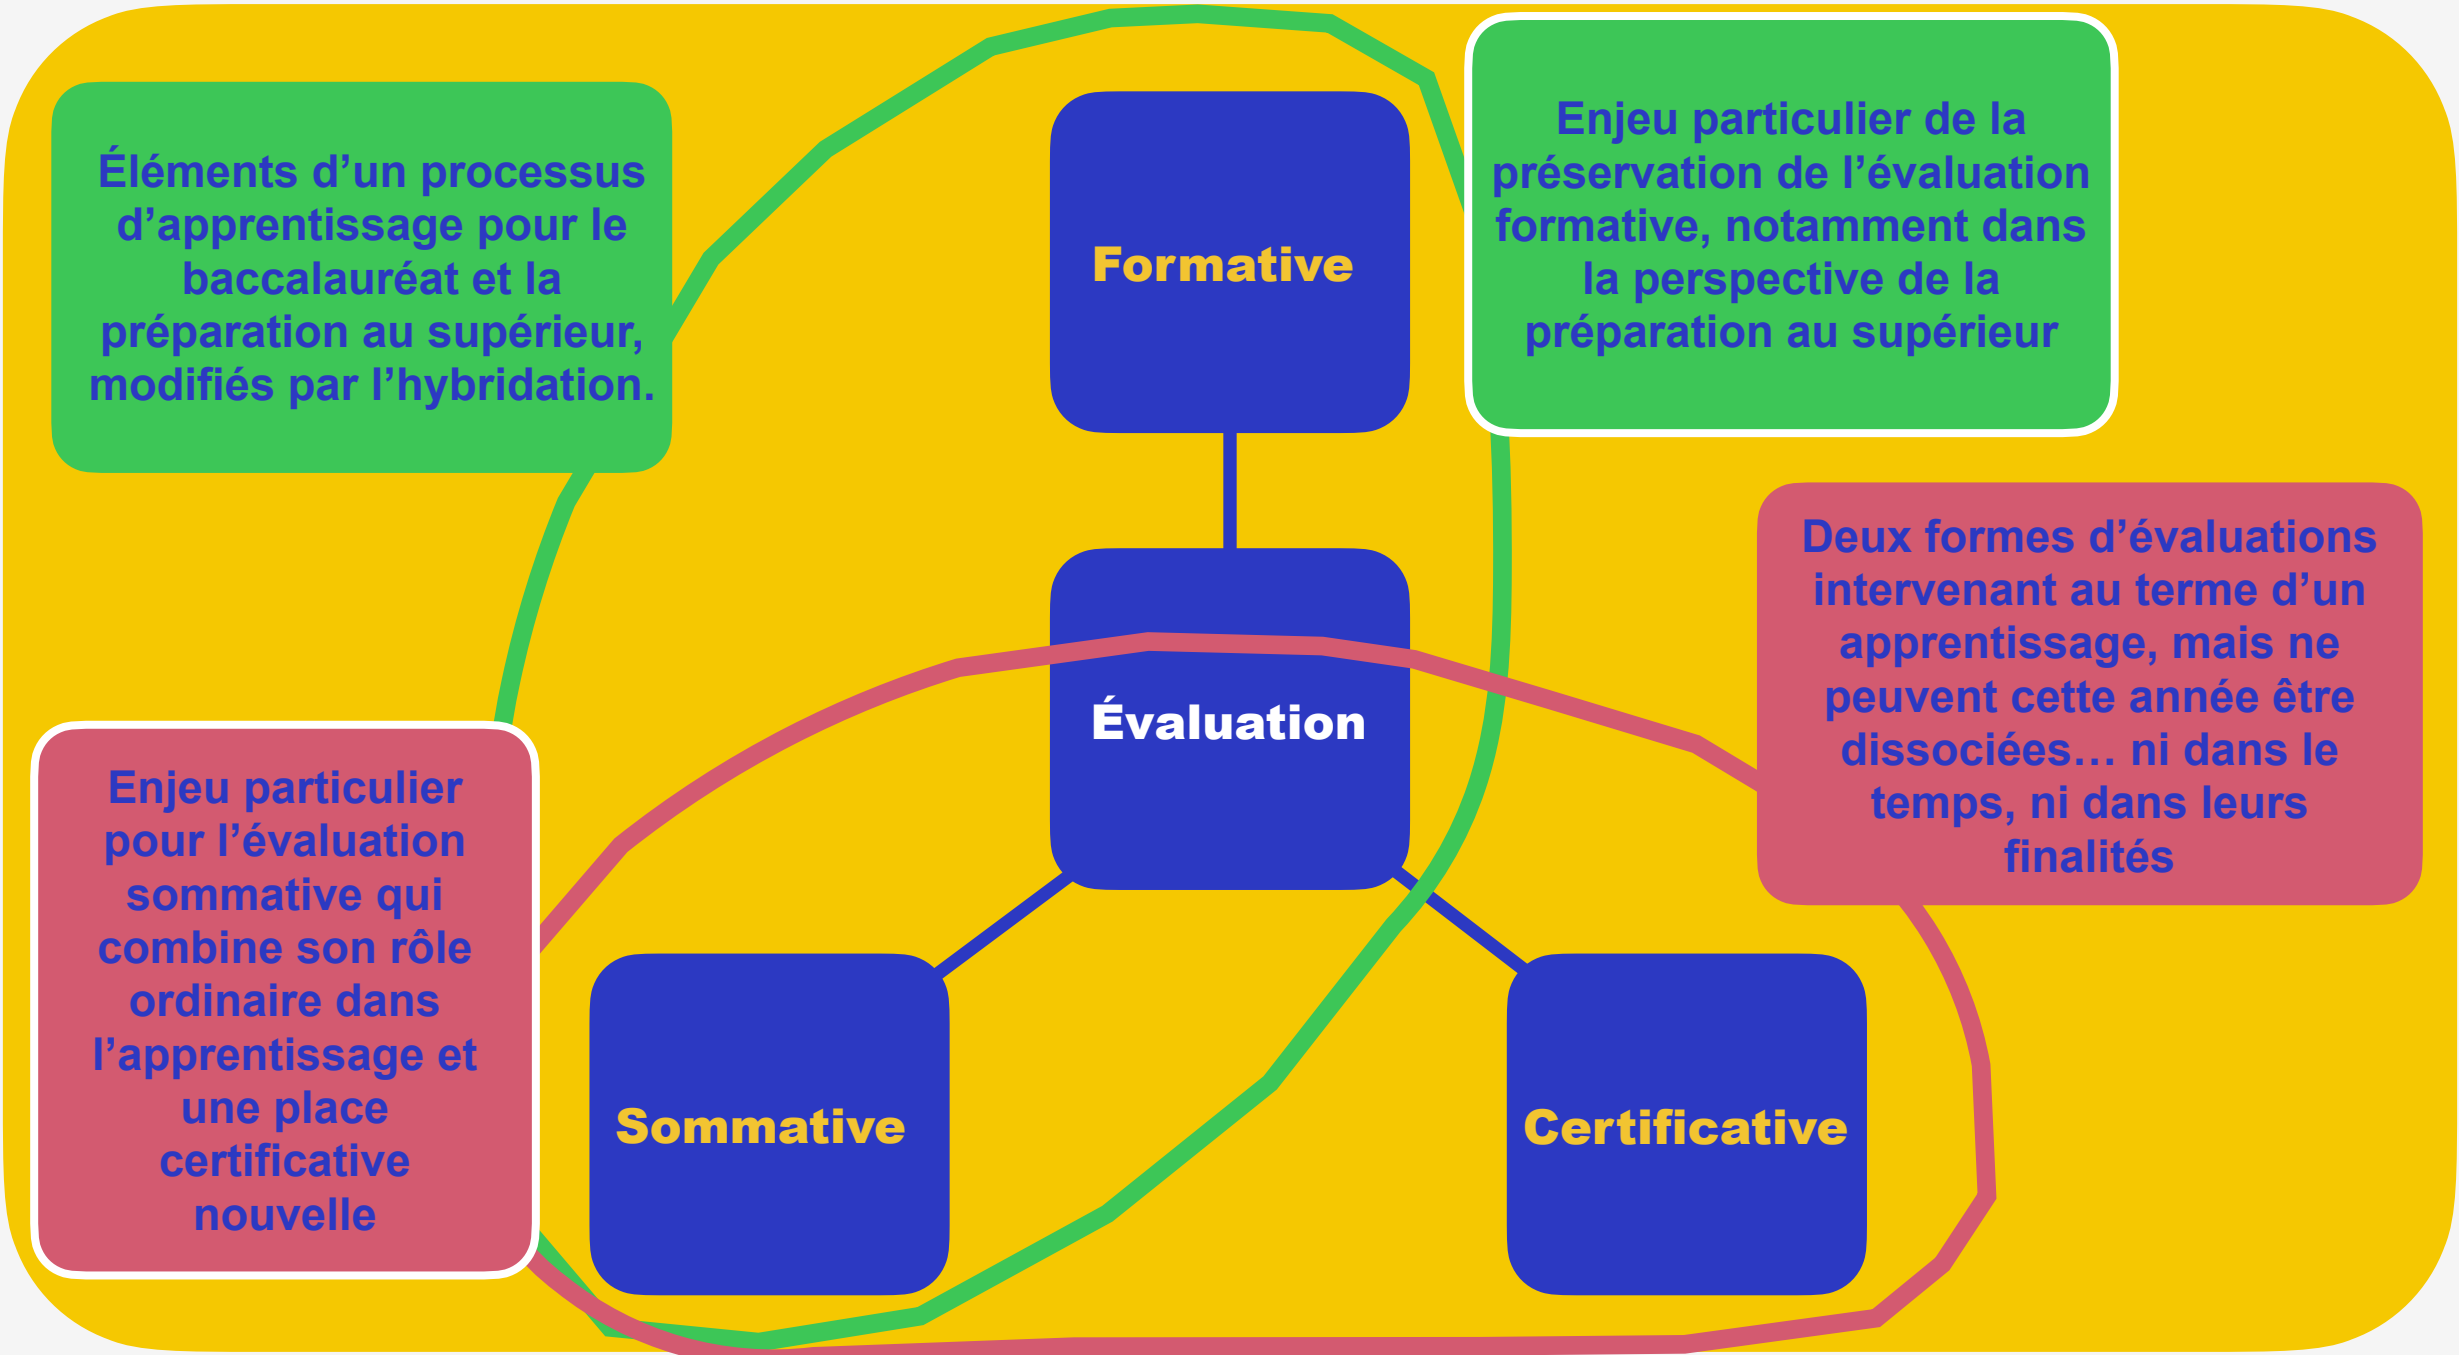 Éléments d’un processus
d’apprentissage pour le
baccalauréat et la
préparation au supérieur,
modifiés par l’hybridation.
Formative
Enjeu particulier de la
préservation de l’évaluation
formative, notamment dans
la perspective de la
préparation au supérieur
Évaluation
Deux formes d’évaluations
intervenant au terme d’un
apprentissage, mais ne
peuvent cette année être
dissociées… ni dans le
temps, ni dans leurs
finalités
Enjeu particulier
pour l’évaluation
sommative qui
combine son rôle
ordinaire dans
l’apprentissage et
une place
certificative
nouvelle
Sommative
Certificative